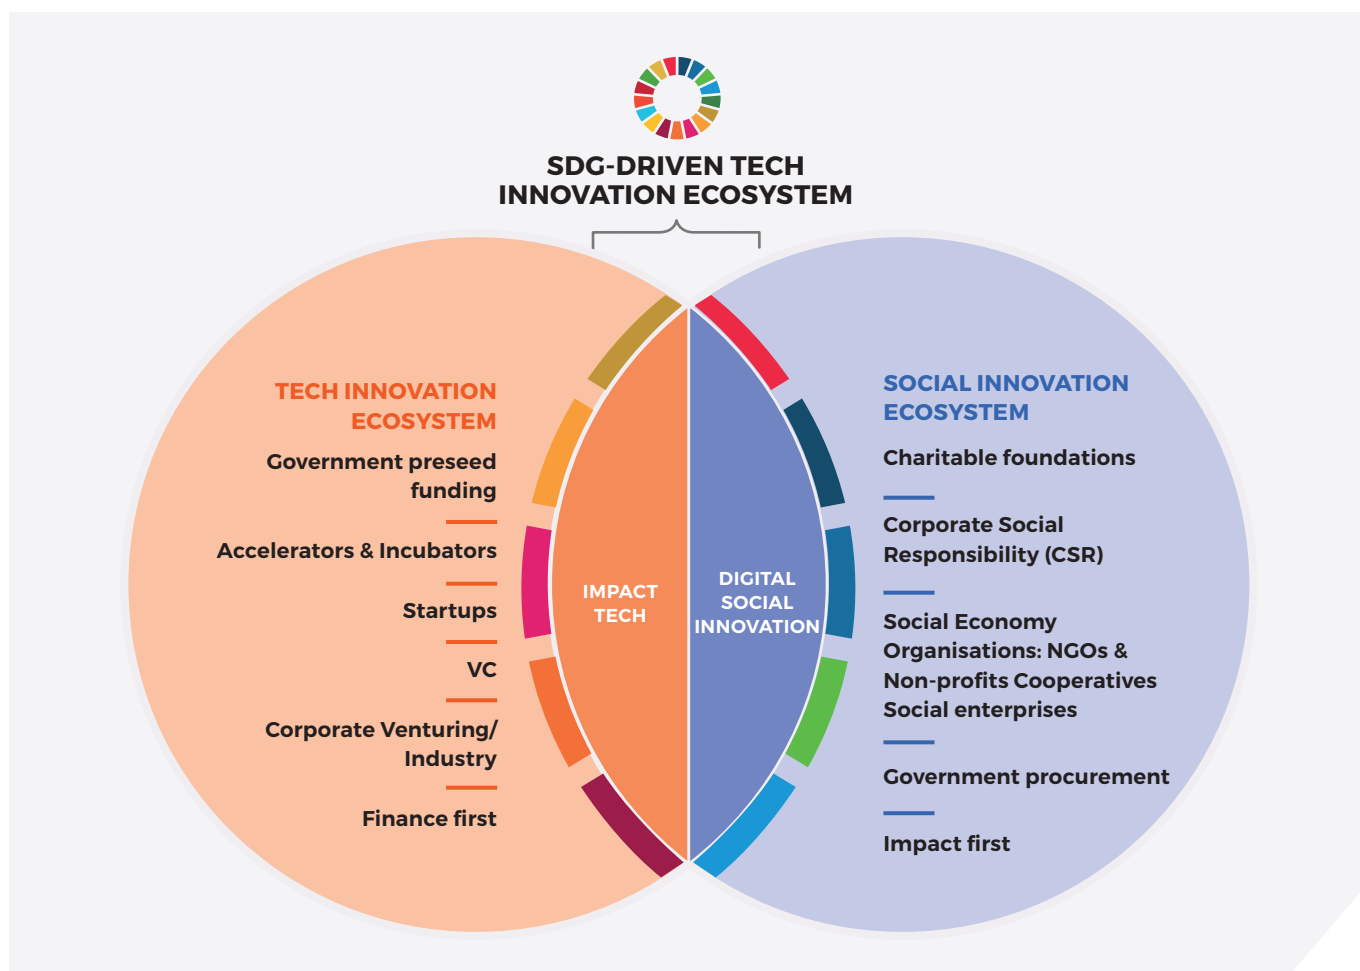 SDG-DRIVEN TECH
INNOVATION ECOSYSTEM
TECH INNOVATION
ECOSYSTEM
Government preseed
funding
Accelerators & Incubators
Startups
VC
Corporate Venturing/
Industry
Finance first
IMPACT
TECH
DIGITAL
SOCIAL
INNOVATION
SOCIAL INNOVATION
ECOSYSTEM
Charitable foundations
Corporate Social
Responsibility (CSR)
Social Economy
Organisations: NGOs &
Non-profits Cooperatives
Social enterprises
Government procurement
Impact first